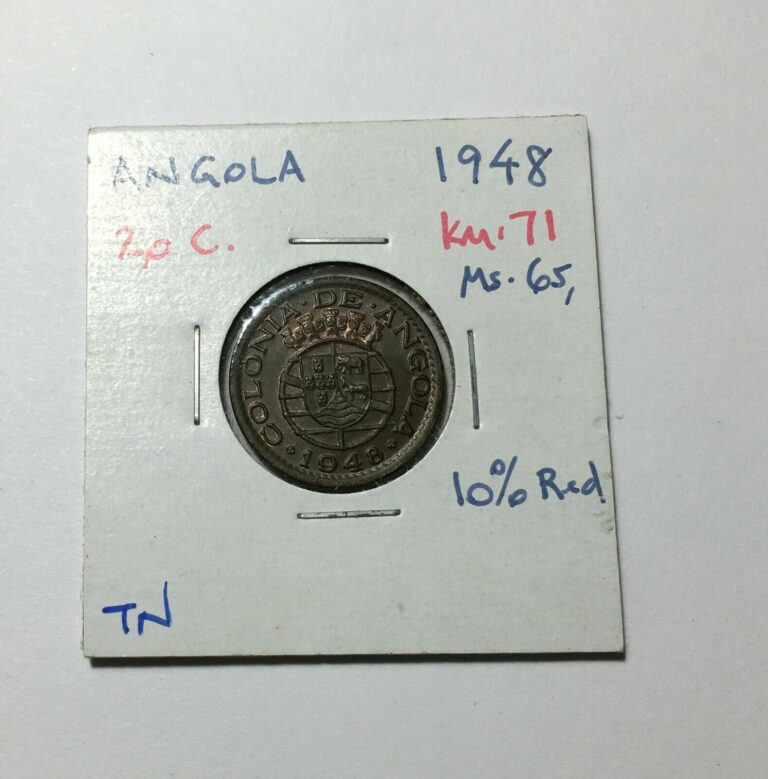 ANGOLA 1948
20 C. KM.71
MS.65,
COLONIA·DE·ANGOLA
1948
10% Red
TN